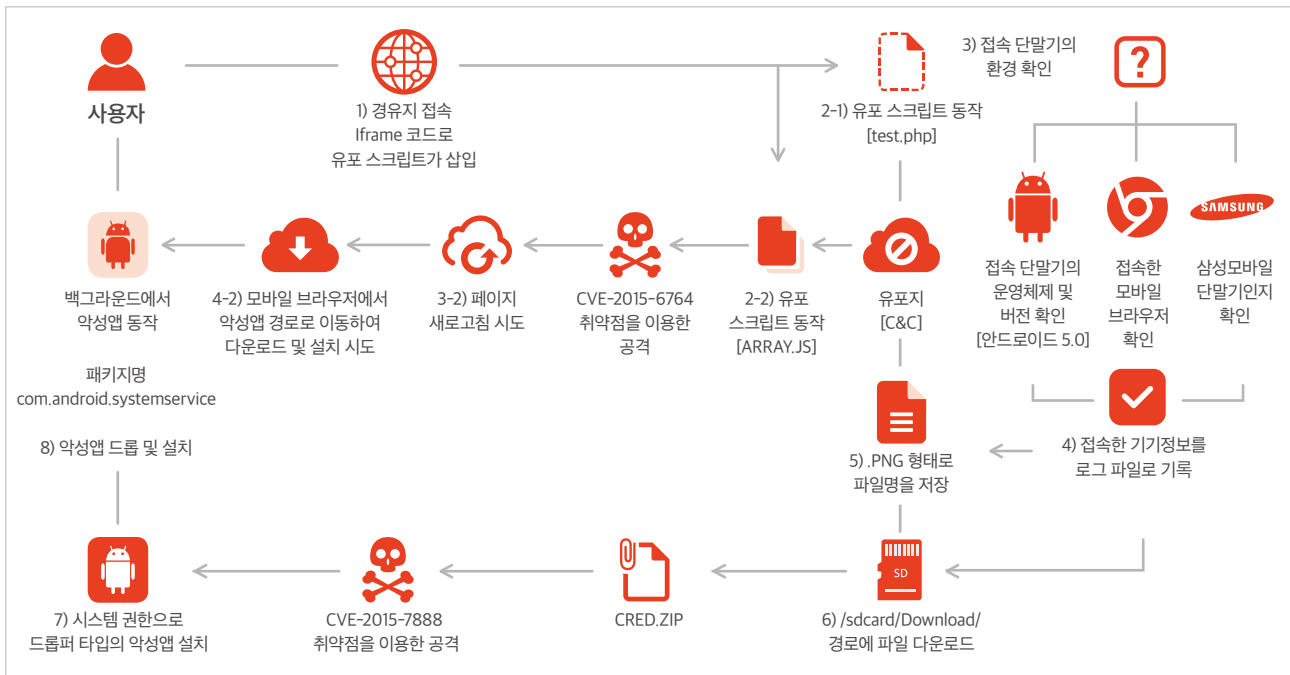 사용자
1) 경유지 접속
Iframe 코드로
유포 스크립트가 삽입
2-1) 유포 스크립트 동작
[test.php]
3) 접속 단말기의
환경 확인
?
SAMSUNG
접속 단말기의
운영체제 및
버전 확인
[안드로이드 5.0]
접속한
모바일
브라우저
확인
삼성모바일
단말기인지
확인
백그라운드에서
악성앱 동작
4-2) 모바일 브라우저에서
악성앱 경로로 이동하여
다운로드 및 설치 시도
3-2) 페이지
새로고침 시도
CVE-2015-6764
취약점을 이용한
공격
2-2) 유포
스크립트 동작
[ARRAY.JS]
유포지
[C&C]
패키지명
com.android.systemservice
8) 악성앱 드롭 및 설치
5) .PNG 형태로
파일명을 저장
4) 접속한 기기정보를
로그 파일로 기록
SD
7) 시스템 권한으로
드롭퍼 타입의 악성앱 설치
CVE-2015-7888
취약점을 이용한 공격
CRED.ZIP
6) /sdcard/Download/
경로에 파일 다운로드